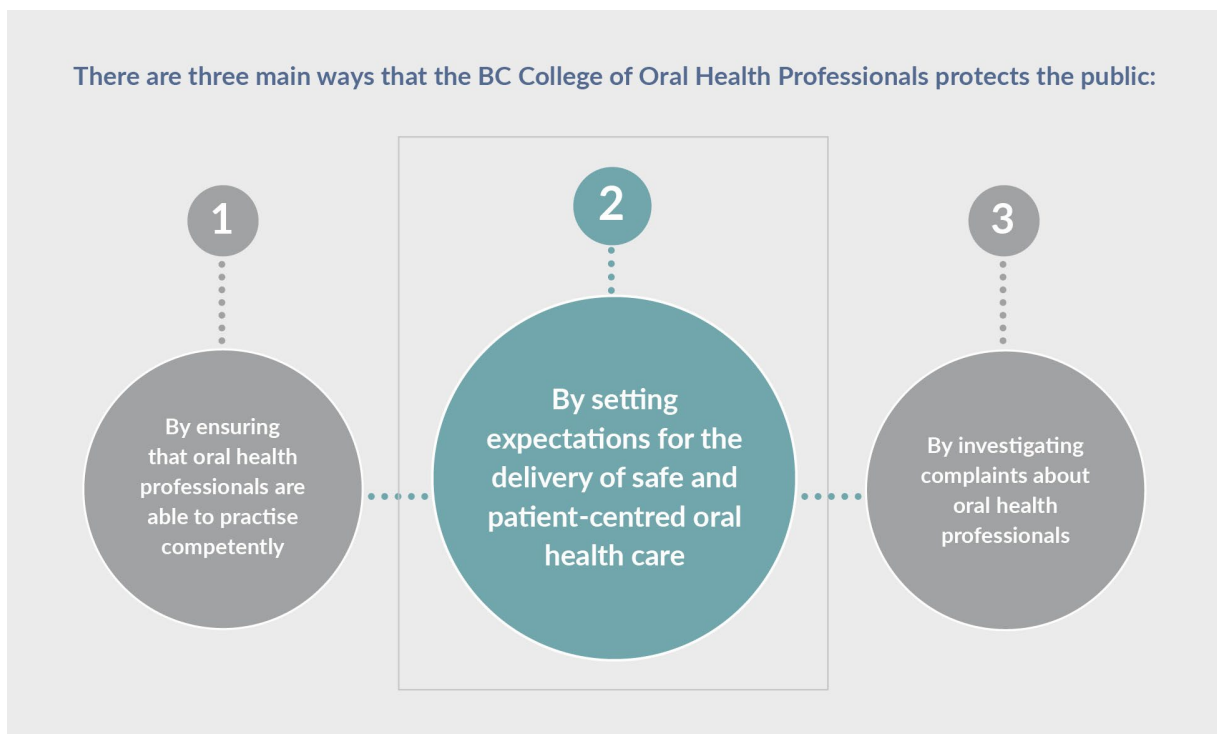 There are three main ways that the BC College of Oral Health Professionals protects the public:
1
By ensuring
that oral health
professionals are
able to practise
competently
2
By setting
expectations for the
delivery of safe and
patient-centred oral
health care
3
By investigating
complaints about
oral health
professionals